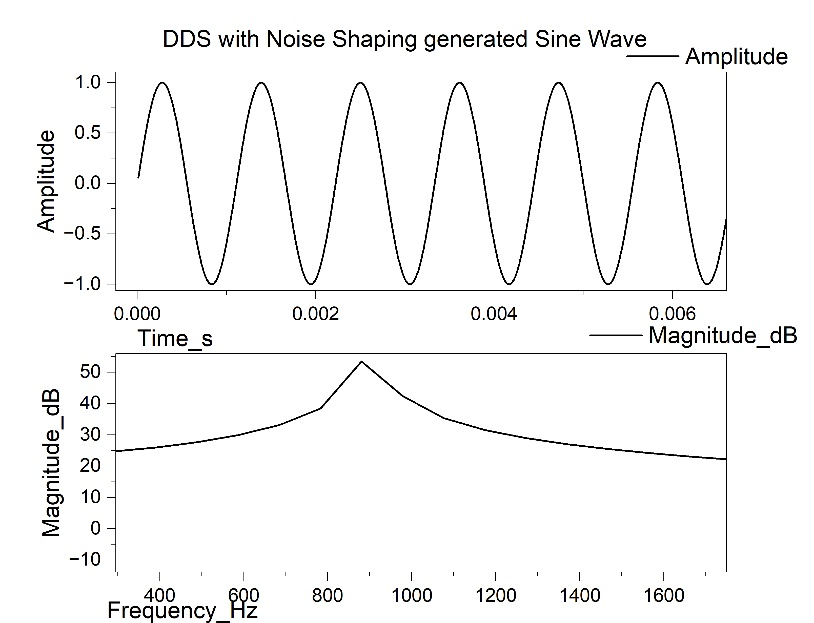 DDS with Noise Shaping generated Sine Wave
Amplitude
1.0
0.5
0.0
−0.5
−1.0
Amplitude
0.000 0.002 0.004 0.006
Time_s
Magnitude_dB
50
40
30
20
10
0
−10
Magnitude_dB
400 600 800 1000 1200 1400 1600
Frequency_Hz